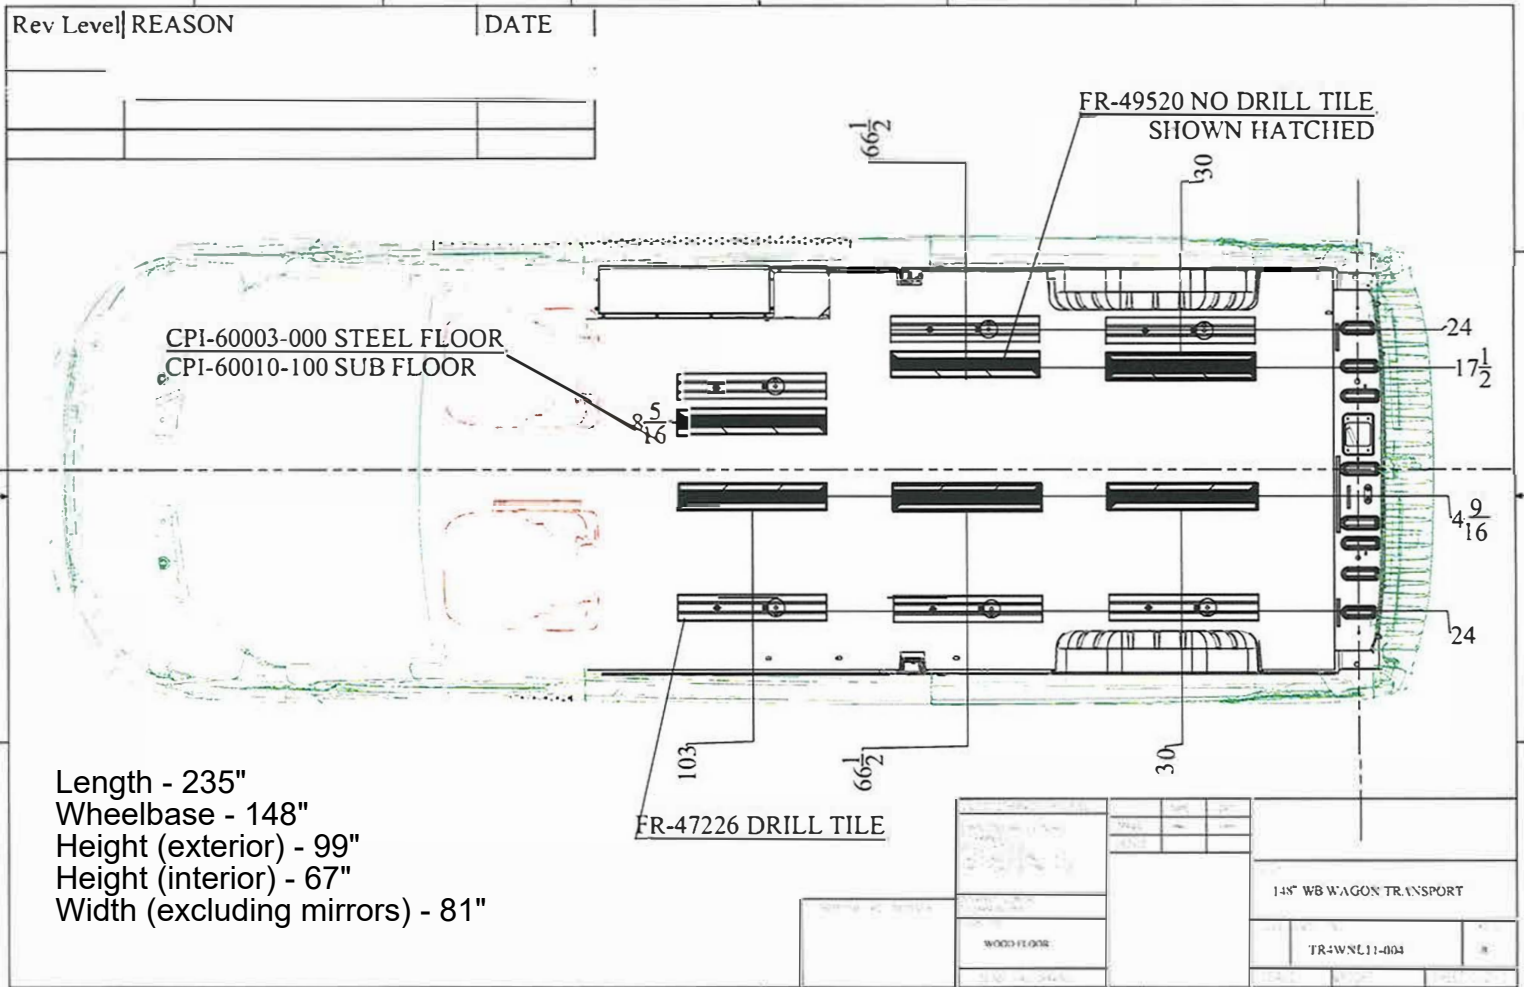 Rev Level REASON DATE
FR-49520 NO DRILL TILE
SHOWN HATCHED
66 1/2
30
CPI-60003-000 STEEL FLOOR
CPI-60010-100 SUB FLOOR
24
17 1/2
8 5/16
4 9/16
24
103
66 1/2
30
FR-47226 DRILL TILE
Length - 235"
Wheelbase - 148"
Height (exterior) - 99"
Height (interior) - 67"
Width (excluding mirrors) - 81"
148" WB WAGON TRANSPORT
WOOD FLOOR